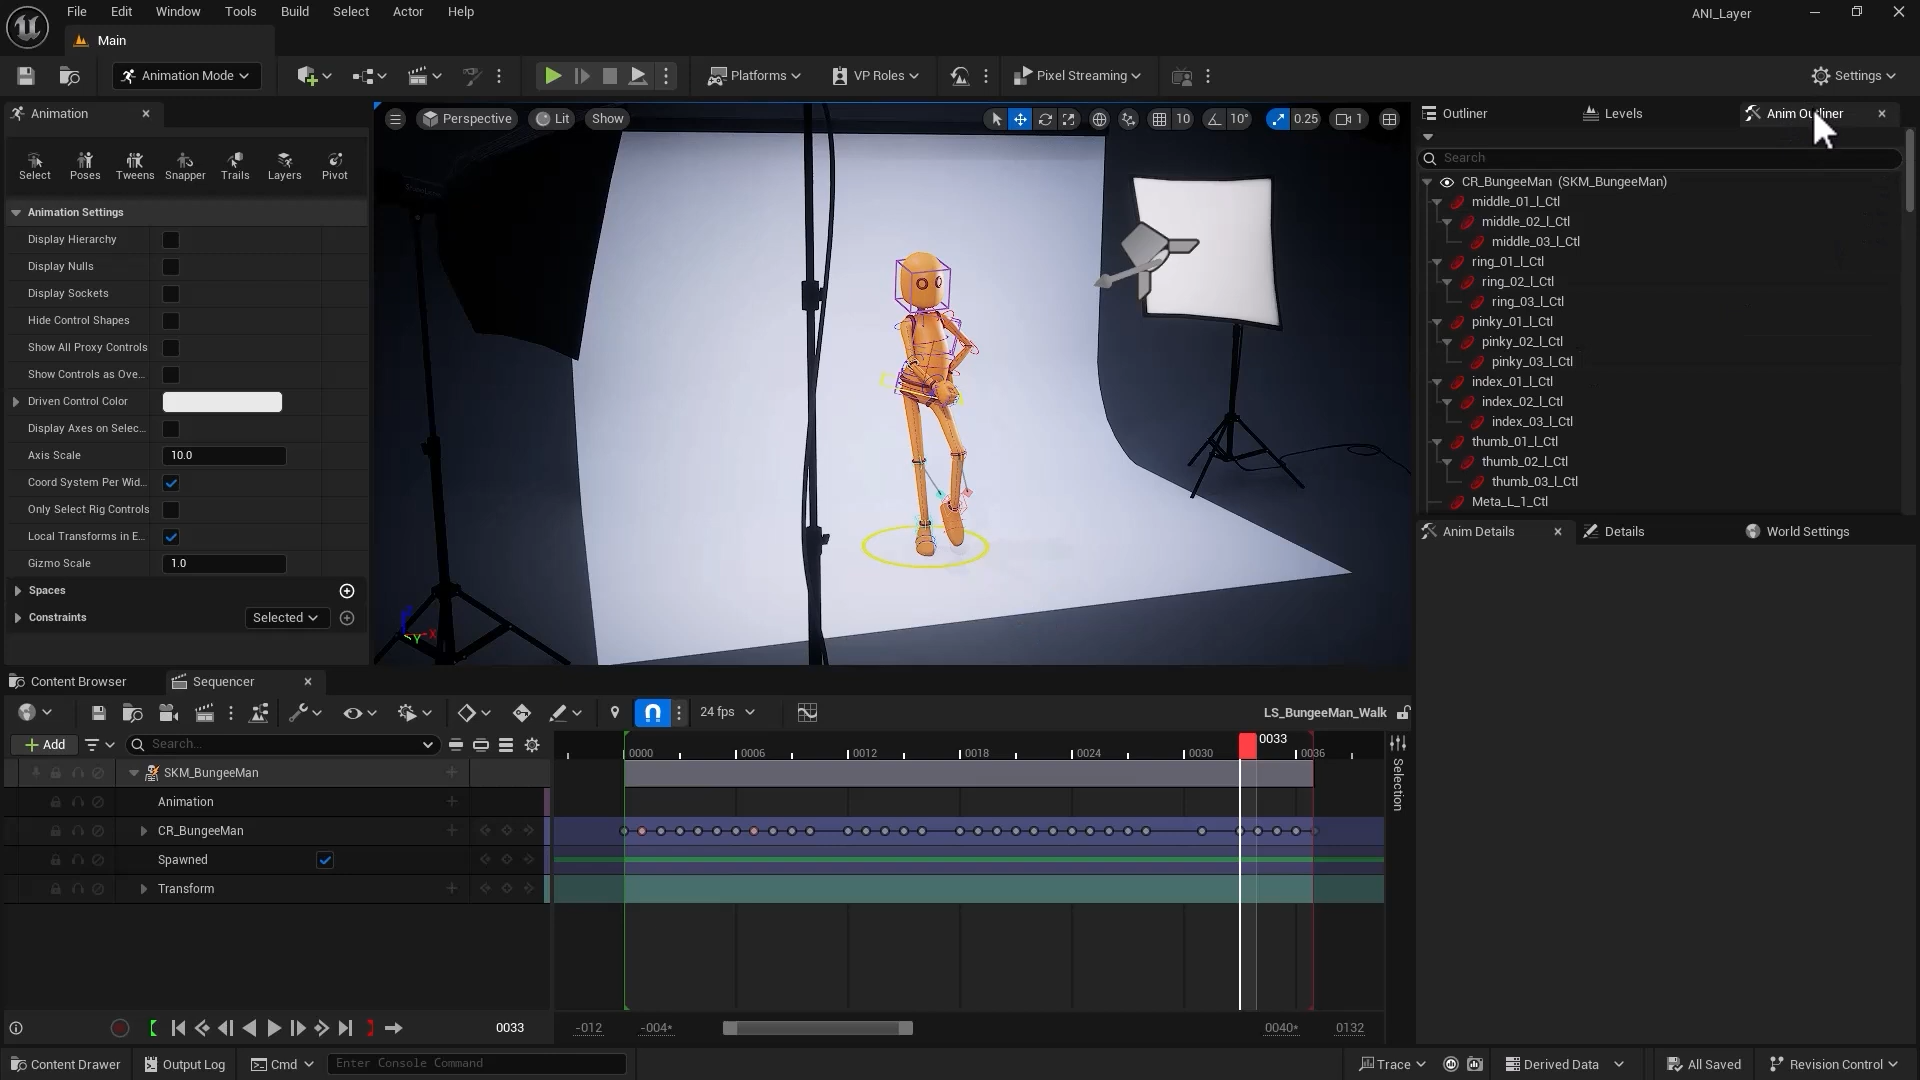 File Edit Window Tools Build Select Actor Help
ANI_Layer
Main
Animation Mode
Platforms
VP Roles
Pixel Streaming
Settings
Animation
Select Poses Tweens Snapper Trails Layers Pivot
Animation Settings
Display Hierarchy
Display Nulls
Display Sockets
Hide Control Shapes
Show All Proxy Controls
Show Controls as Ove...
Driven Control Color
Display Axes on Selec...
Axis Scale 10.0
Coord System Per Wid...
Only Select Rig Controls
Local Transforms in E...
Gizmo Scale 1.0
Spaces
Constraints Selected
Perspective Lit Show
10 10° 0.25 1
X
Y
Outliner Levels Anim Outliner
Search
CR_BungeeMan (SKM_BungeeMan)
middle_01_l_Ctl
middle_02_l_Ctl
middle_03_l_Ctl
ring_01_l_Ctl
ring_02_l_Ctl
ring_03_l_Ctl
pinky_01_l_Ctl
pinky_02_l_Ctl
pinky_03_l_Ctl
index_01_l_Ctl
index_02_l_Ctl
index_03_l_Ctl
thumb_01_l_Ctl
thumb_02_l_Ctl
thumb_03_l_Ctl
Meta_L_1_Ctl
Anim Details Details World Settings
Content Browser Sequencer
24 fps
LS_BungeeMan_Walk
Add
Search...
0000 0006 0012 0018 0024 0030 0033 0036
Selection
SKM_BungeeMan
Animation
CR_BungeeMan
Spawned
Transform
0033
-012 -004* 0040* 0132
Content Drawer Output Log Cmd Enter Console Command
Trace Derived Data All Saved Revision Control